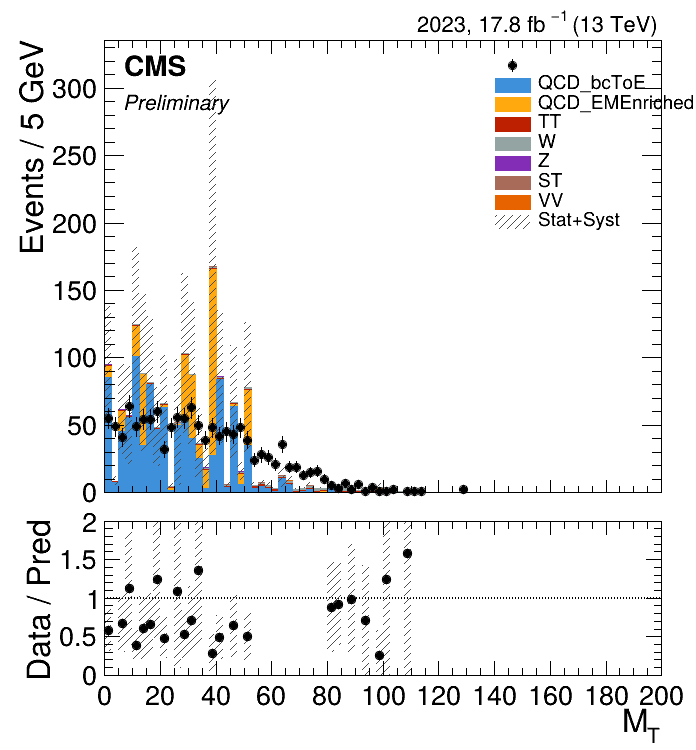 2023, 17.8 fb⁻¹ (13 TeV)
CMS
Preliminary
Events / 5 GeV
300
250
200
150
100
50
0
QCD_bcToE
QCD_EMEnriched
TT
W
Z
ST
VV
Stat+Syst
Data / Pred
2
1.5
1
0.5
0
0 20 40 60 80 100 120 140 160 180 200
M_T